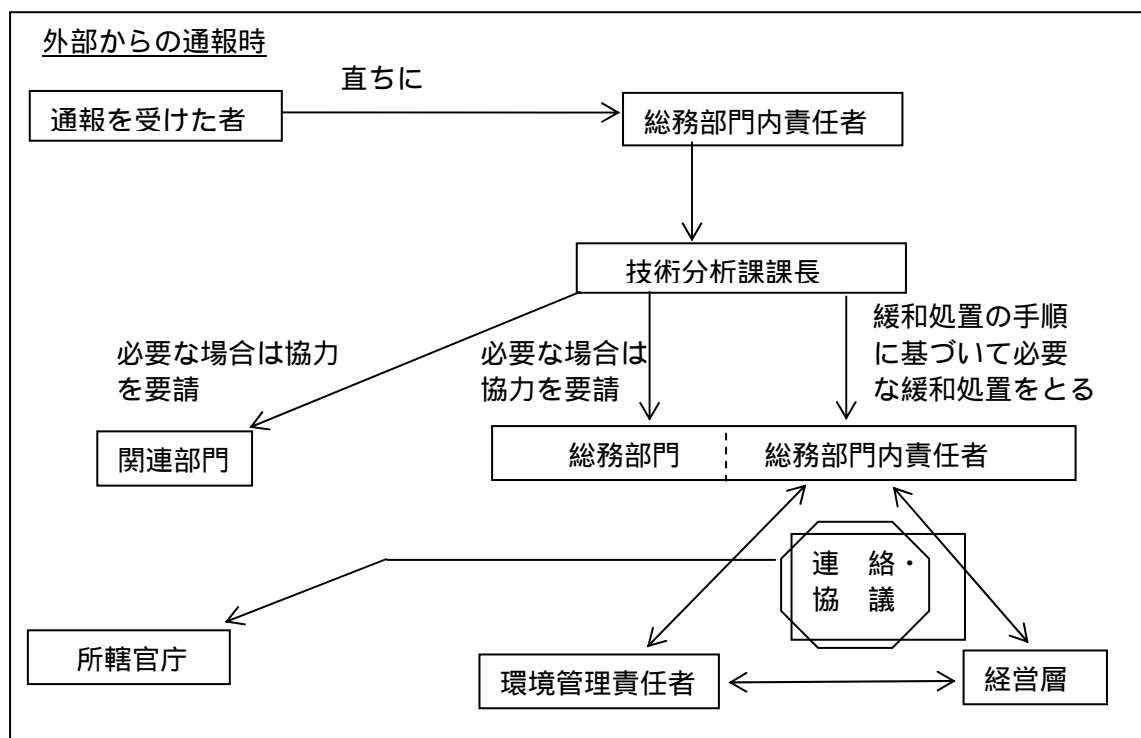 外部からの通報時
直ちに
通報を受けた者
総務部門内責任者
技術分析課課長
必要な場合は協力
を要請
必要な場合は
協力を要請
緩和処置の手順
に基づいて必要
な緩和処置をとる
関連部門
総務部門
総務部門内責任者
連　絡・
協　議
所轄官庁
環境管理責任者
経営層